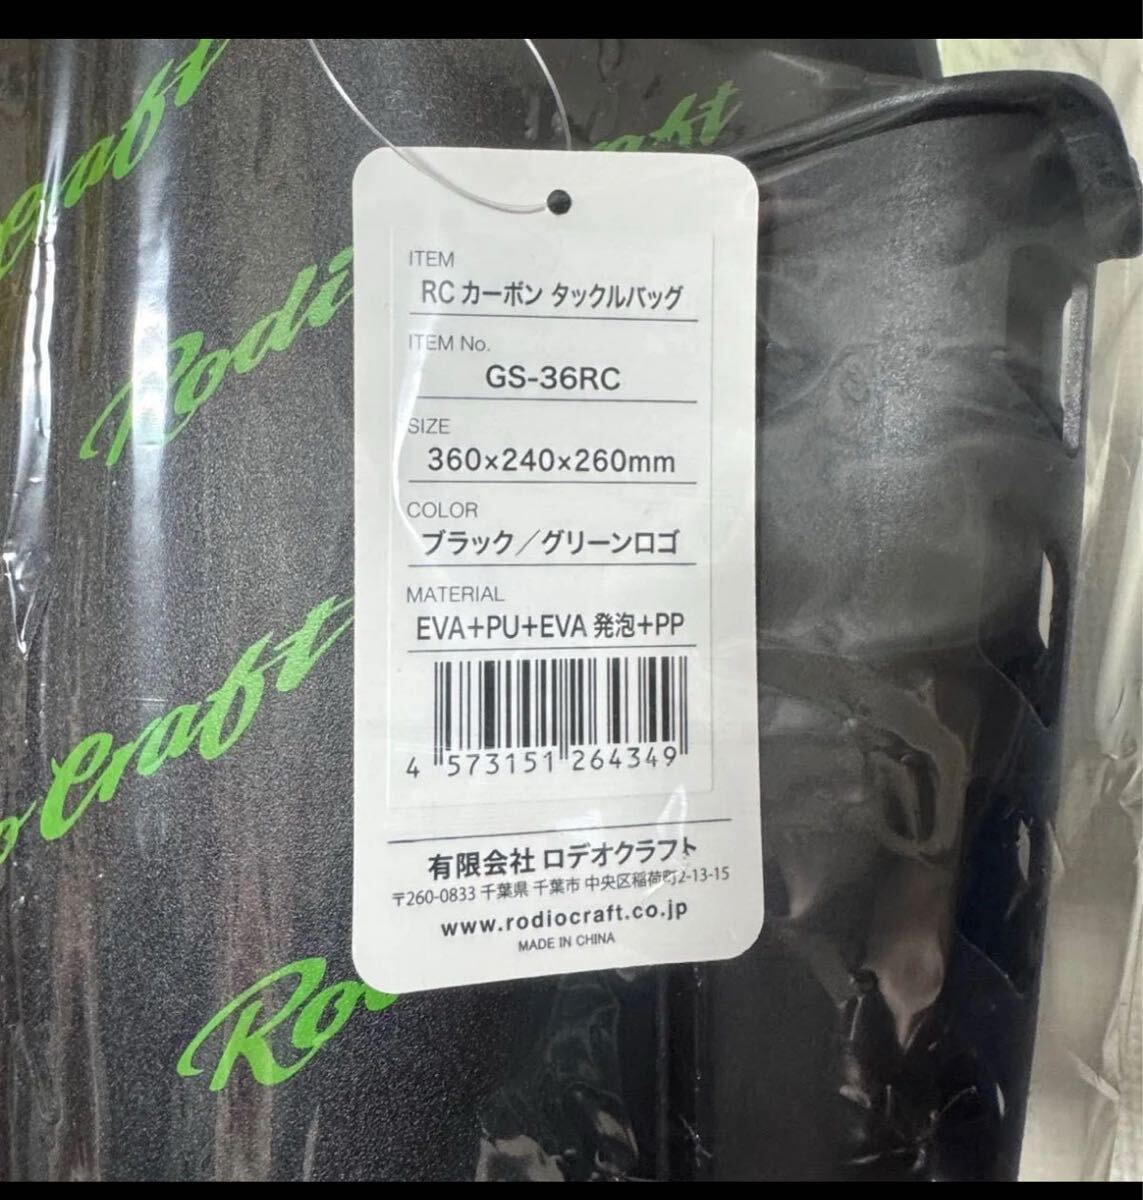 Craft
Craft
Rodi
ITEM
RC カーボン タックルバッグ
ITEM No.
GS-36RC
SIZE
360×240×260mm
COLOR
ブラック／グリーンロゴ
MATERIAL
EVA+PU+EVA 発泡+PP
4 573151 264349
有限会社 ロデオクラフト
〒260-0833 千葉県 千葉市 中央区稲荷町2-13-15
www.rodiocraft.co.jp
MADE IN CHINA
o Craft
Ro